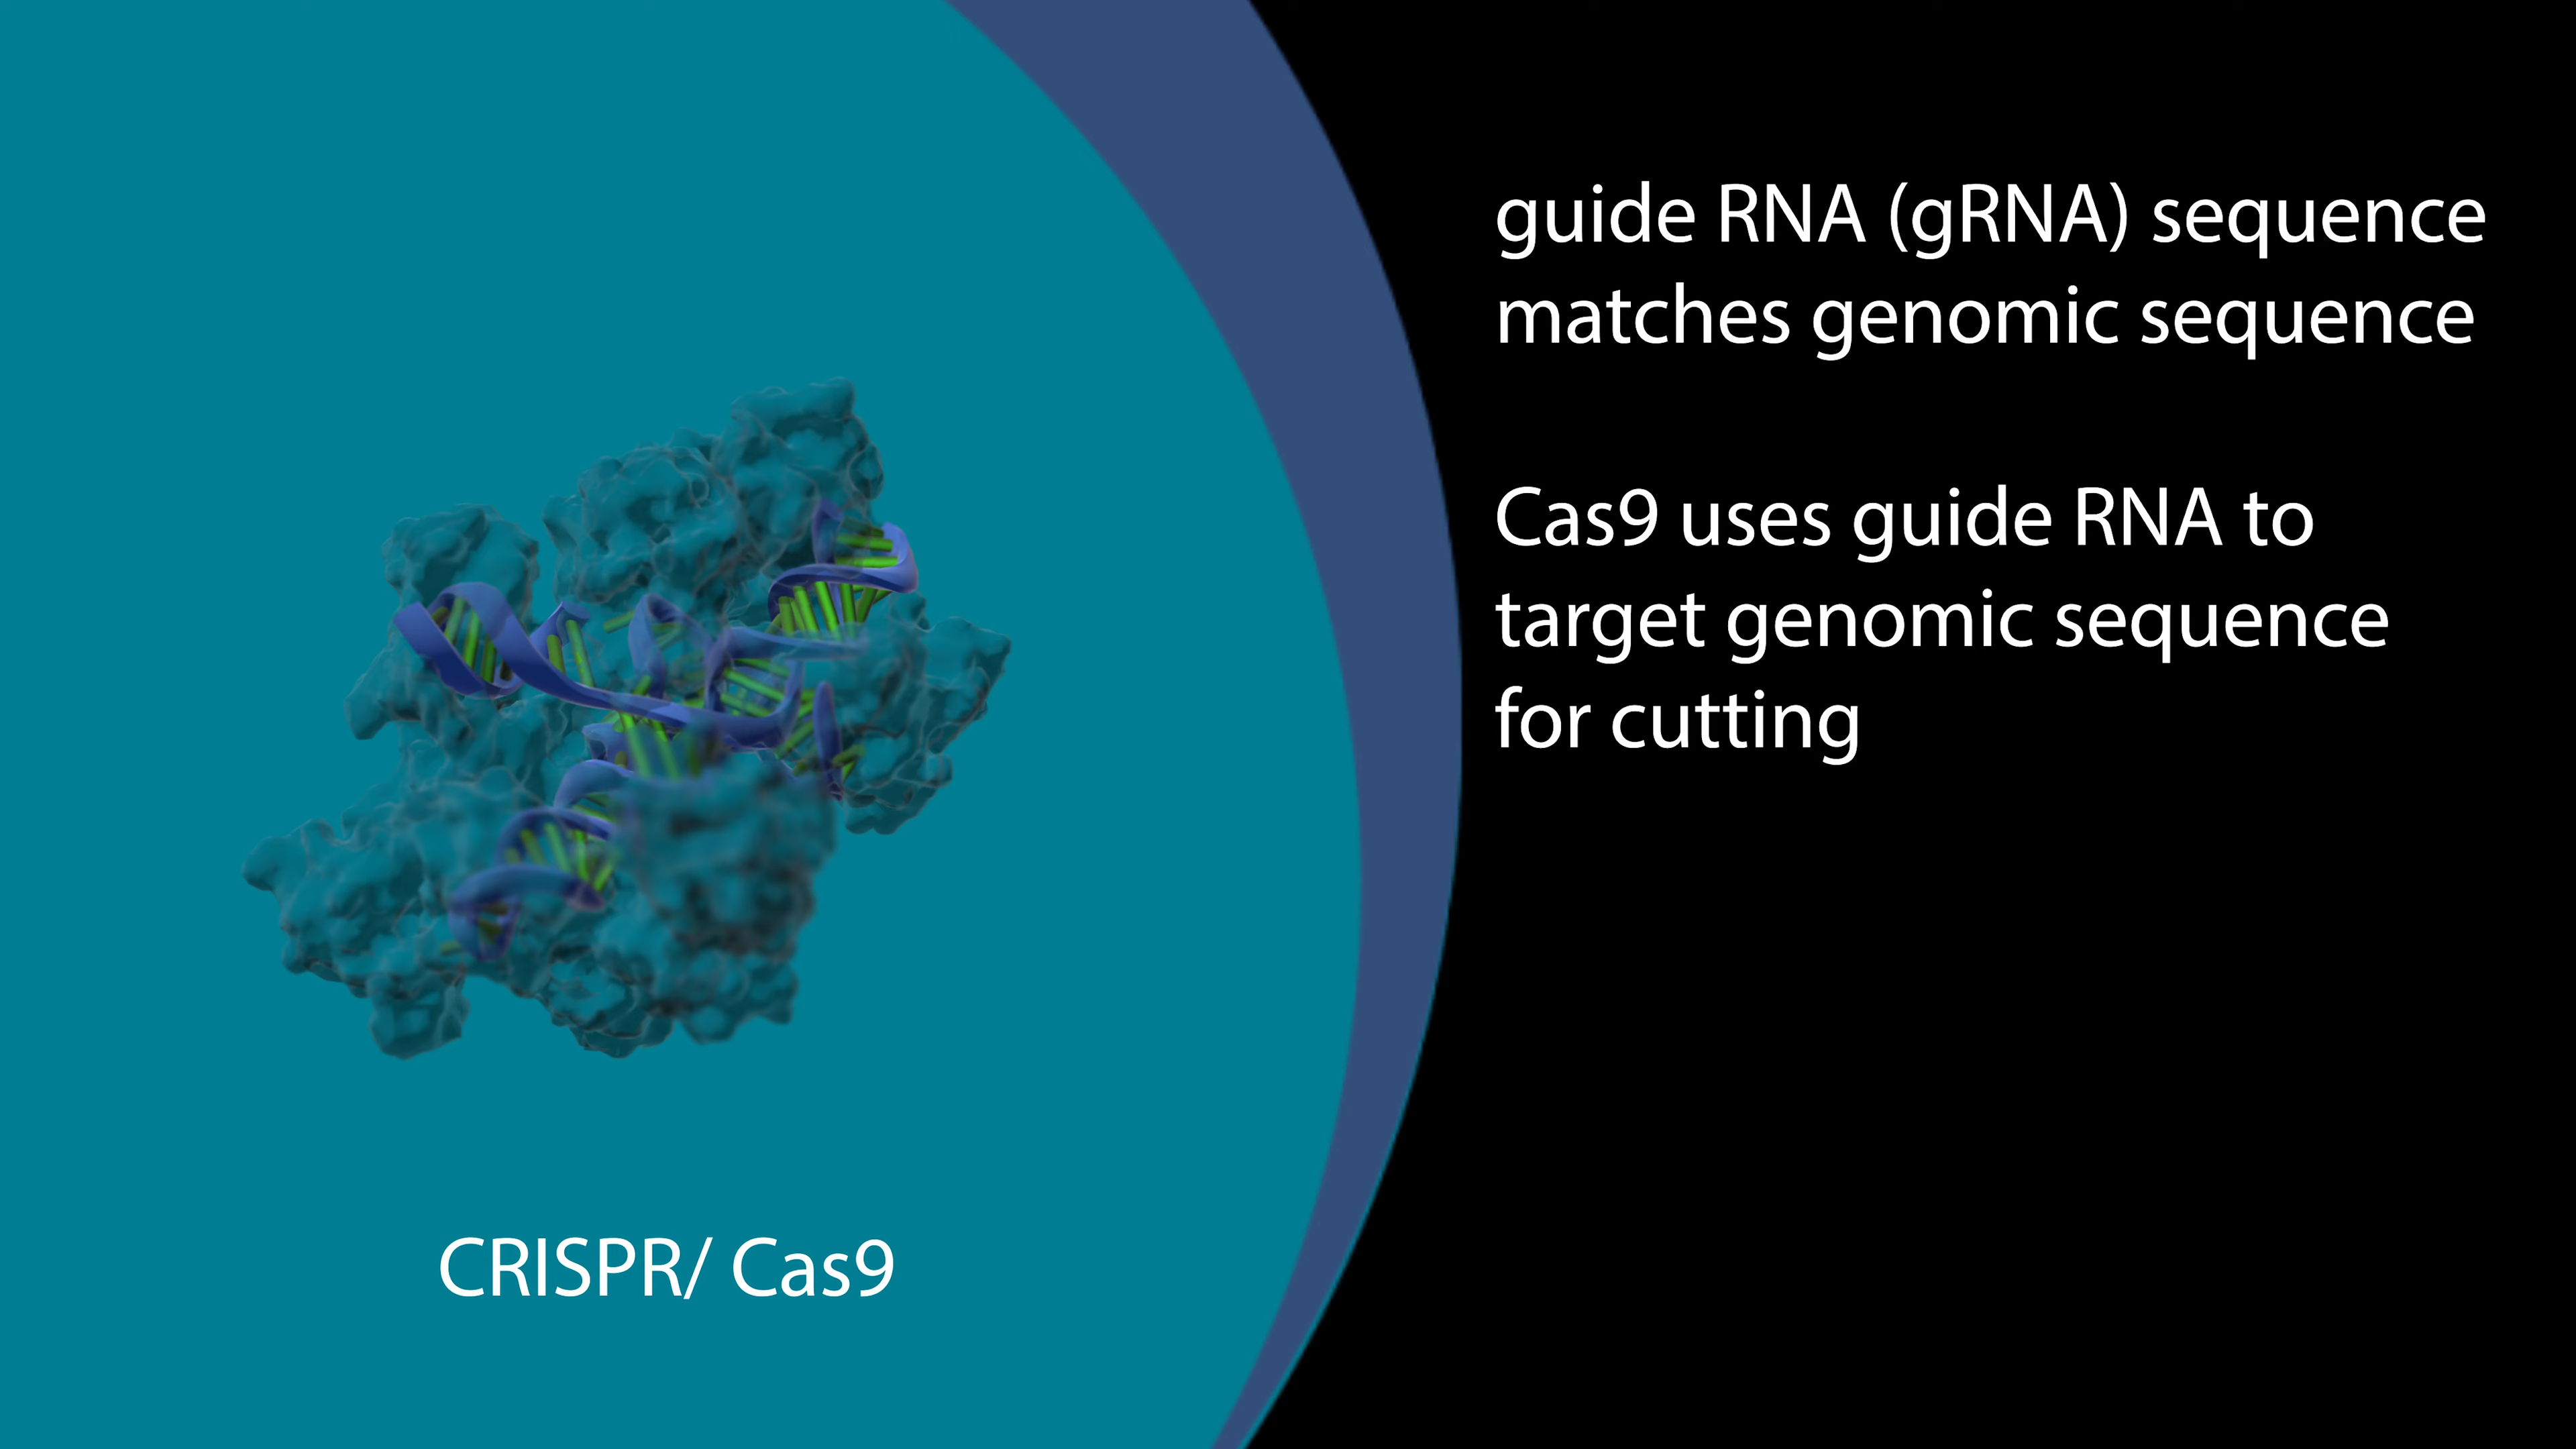 guide RNA (gRNA) sequence
matches genomic sequence
Cas9 uses guide RNA to
target genomic sequence
for cutting
CRISPR/ Cas9